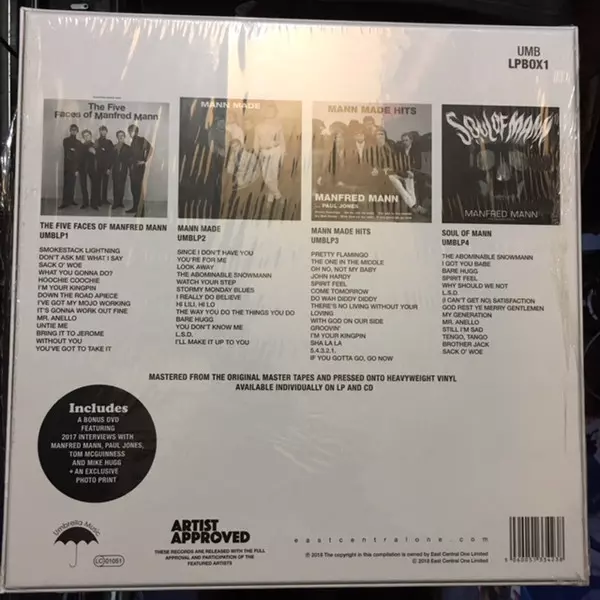 UMB
LPBOX1
The Five
Faces of Manfred Mann
MANN MADE
MANN MADE HITS
MANFRED MANN
PAUL JONES
SOUL OF MANN
MANFRED MANN
THE FIVE FACES OF MANFRED MANN
UMBLP1
SMOKESTACK LIGHTNING
DON'T ASK ME WHAT I SAY
SACK O' WOE
WHAT YOU GONNA DO?
HOOCHIE COOCHIE
I'M YOUR KINGPIN
DOWN THE ROAD APIECE
I'VE GOT MY MOJO WORKING
IT'S GONNA WORK OUT FINE
MR. ANELLO
UNTIE ME
BRING IT TO JEROME
WITHOUT YOU
YOU'VE GOT TO TAKE IT
MANN MADE
UMBLP2
SINCE I DON'T HAVE YOU
YOU'RE FOR ME
LOOK AWAY
THE ABOMINABLE SNOWMANN
WATCH YOUR STEP
STORMY MONDAY BLUES
I REALLY DO BELIEVE
HI LILI, HI LO
THE WAY YOU DO THE THINGS YOU DO
BARE HUGG
YOU DON'T KNOW ME
L.S.D.
I'LL MAKE IT UP TO YOU
MANN MADE HITS
UMBLP3
PRETTY FLAMINGO
THE ONE IN THE MIDDLE
OH NO, NOT MY BABY
JOHN HARDY
SPIRIT FEEL
COME TOMORROW
DO WAH DIDDY DIDDY
THERE'S NO LIVING WITHOUT YOUR
LOVING
WITH GOD ON OUR SIDE
GROOVIN'
I'M YOUR KINGPIN
SHA LA LA
5.4.3.2.1.
IF YOU GOTTA GO, GO NOW
SOUL OF MANN
UMBLP4
THE ABOMINABLE SNOWMANN
I GOT YOU BABE
BARE HUGG
SPIRIT FEEL
WHY SHOULD WE NOT
L.S.D.
(I CAN'T GET NO) SATISFACTION
GOD REST YE MERRY GENTLEMEN
MY GENERATION
MR. ANELLO
STILL I'M SAD
TENGO, TANGO
BROTHER JACK
SACK O' WOE
MASTERED FROM THE ORIGINAL MASTER TAPES AND PRESSED ONTO HEAVYWEIGHT VINYL
AVAILABLE INDIVIDUALLY ON LP AND CD
Includes
A BONUS DVD
FEATURING
2017 INTERVIEWS WITH
MANFRED MANN, PAUL JONES,
TOM MCGUINNESS
AND MIKE HUGG
+ AN EXCLUSIVE
PHOTO PRINT
Umbrella Music
LC01081
ARTIST
APPROVED
THESE RECORDS ARE RELEASED WITH THE FULL
APPROVAL AND PARTICIPATION OF THE
FEATURED ARTISTS
eastcentralone.com
© 2018 The copyright in this compilation is owned by East Central One Limited
℗ 2018 East Central One Limited